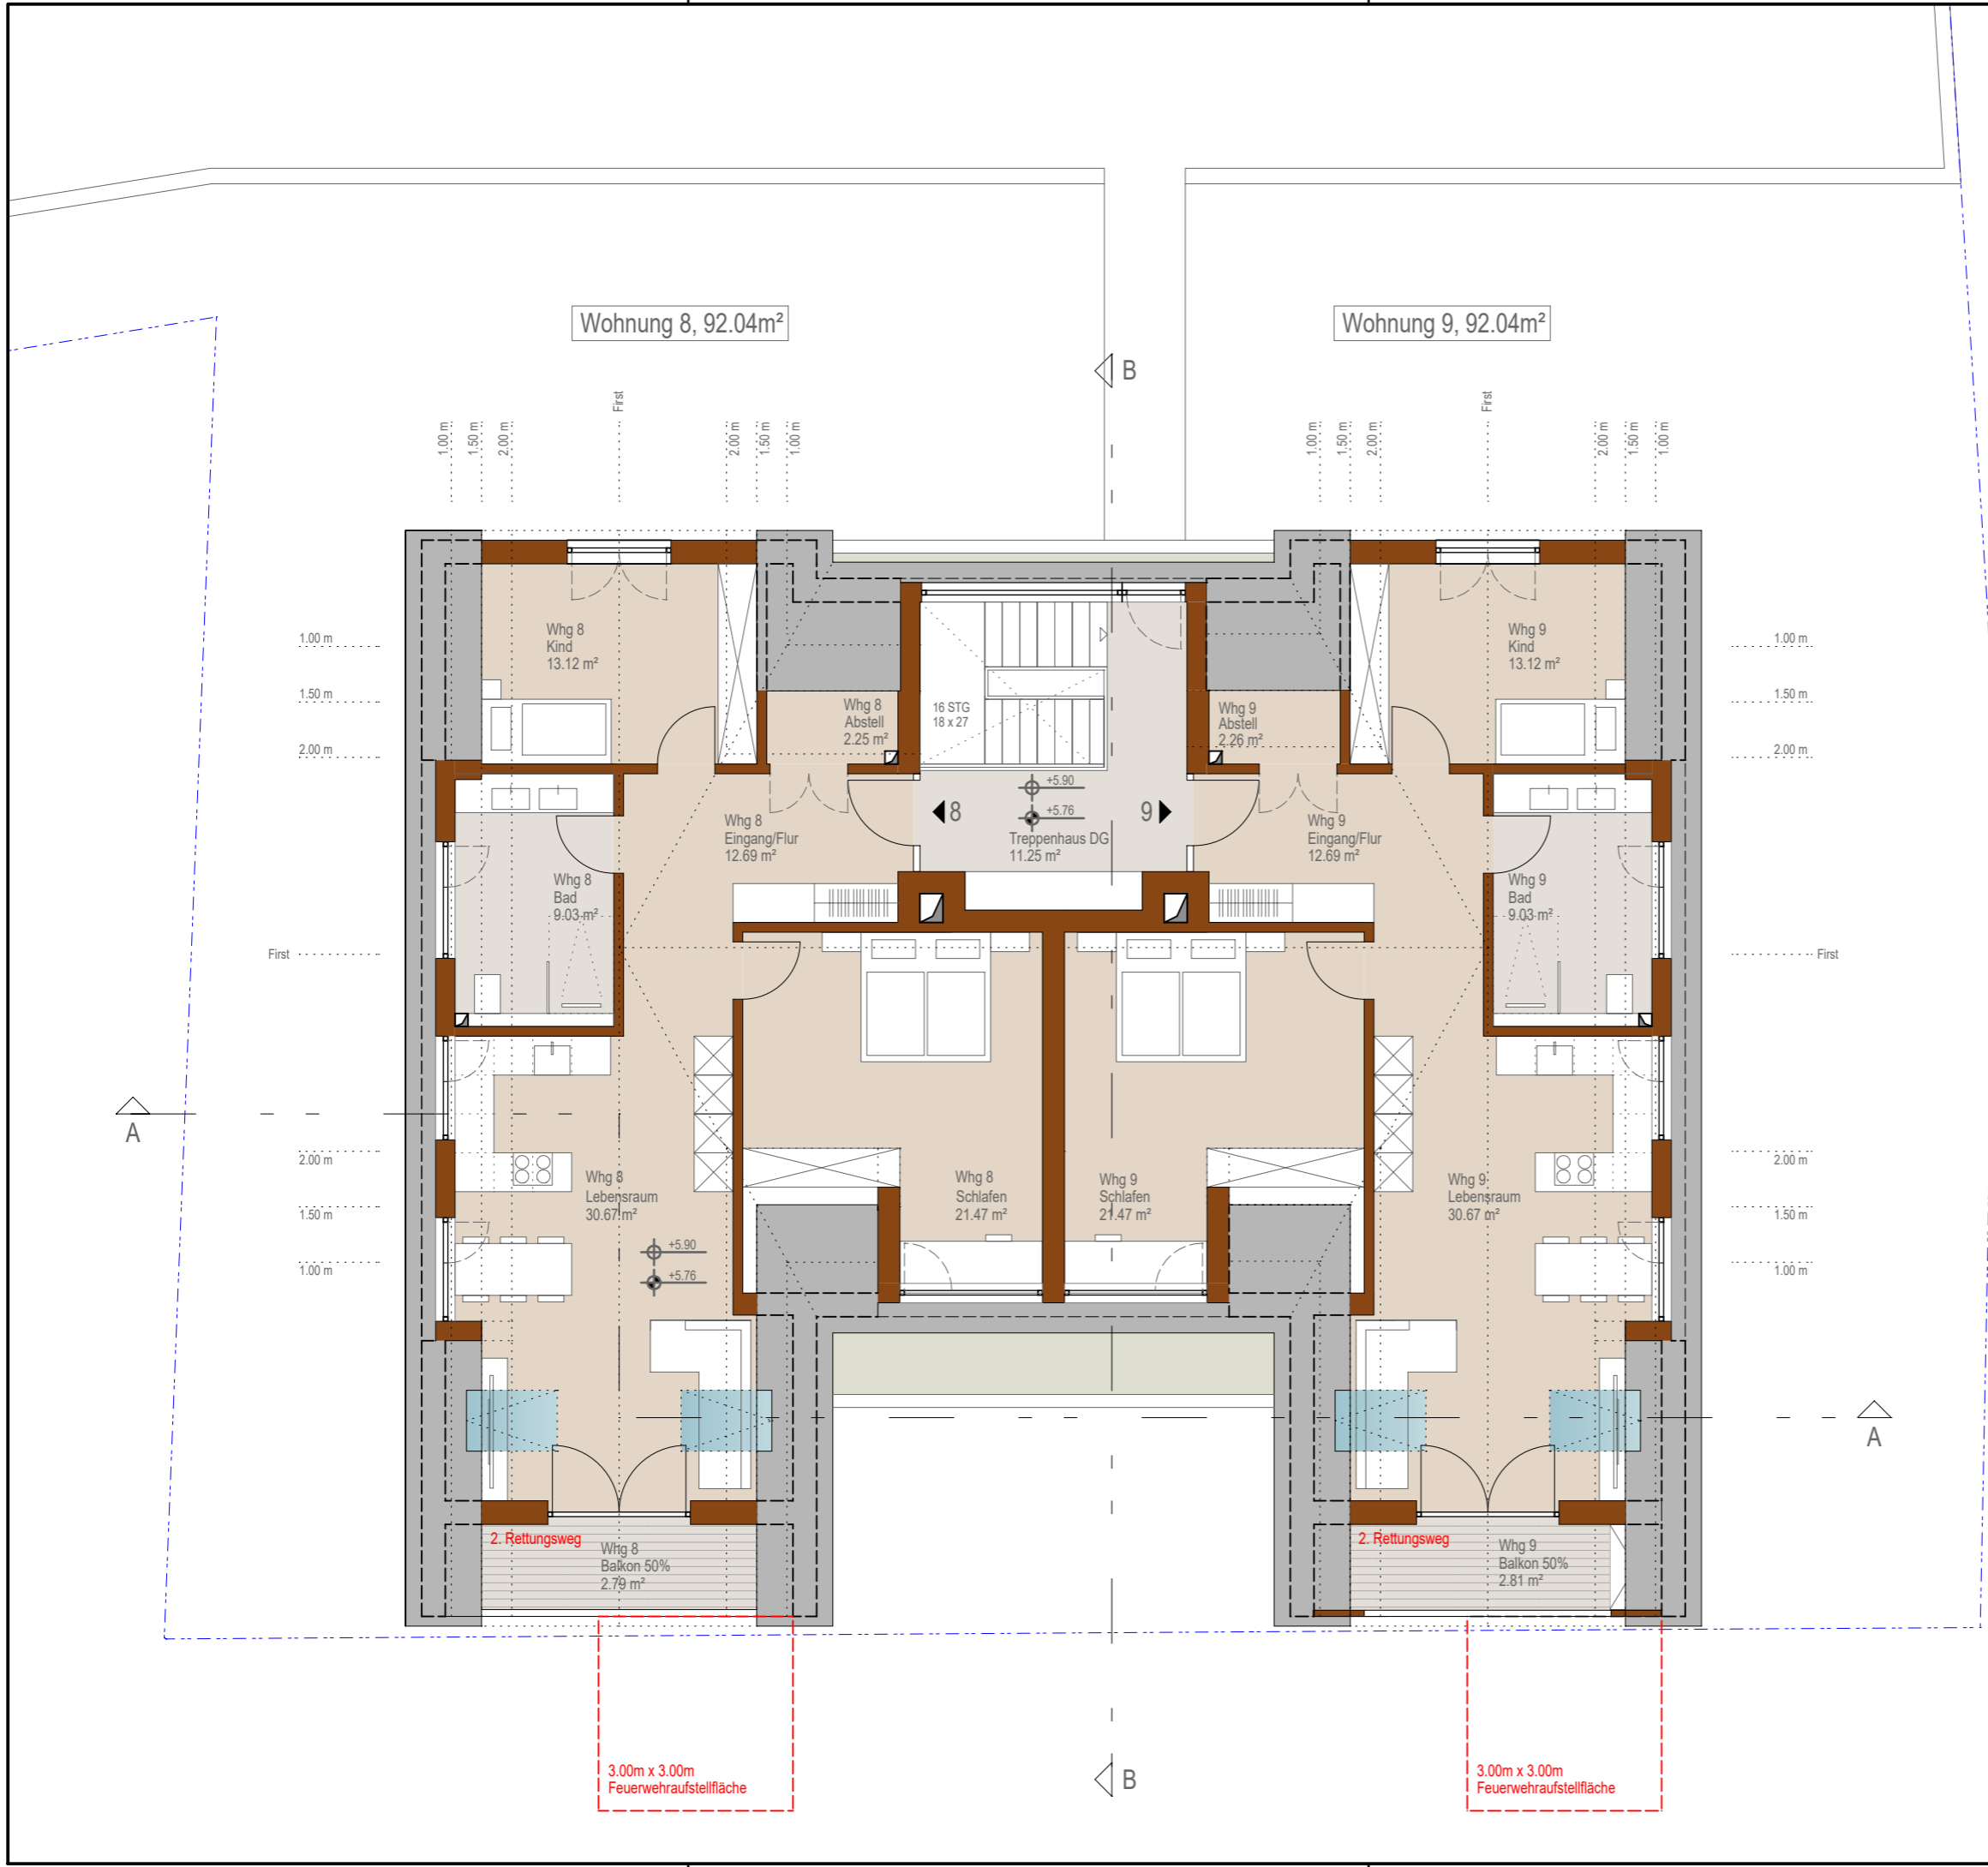 Wohnung 8, 92.04m²
Wohnung 9, 92.04m²
B
First
First
1.00 m
1.50 m
2.00 m
2.00 m
1.50 m
1.00 m
1.00 m
1.50 m
2.00 m
2.00 m
1.50 m
1.00 m
1.00 m
1.50 m
2.00 m
First
2.00 m
1.50 m
1.00 m
1.00 m
1.50 m
2.00 m
First
2.00 m
1.50 m
1.00 m
Whg 8
Kind
13.12 m²
Whg 9
Kind
13.12 m²
Whg 8
Abstell
2.25 m²
16 STG
18 x 27
Whg 9
Abstell
2.26 m²
+5.90
+5.76
8
9
Treppenhaus DG
11.25 m²
Whg 8
Eingang/Flur
12.69 m²
Whg 9
Eingang/Flur
12.69 m²
Whg 8
Bad
9.03 m²
Whg 9
Bad
9.03 m²
A
Whg 8
Lebensraum
30.67 m²
Whg 8
Schlafen
21.47 m²
Whg 9
Schlafen
21.47 m²
Whg 9
Lebensraum
30.67 m²
+5.90
+5.76
A
2. Rettungsweg
Whg 8
Balkon 50%
2.79 m²
2. Rettungsweg
Whg 9
Balkon 50%
2.81 m²
3.00m x 3.00m
Feuerwehraufstellfläche
B
3.00m x 3.00m
Feuerwehraufstellfläche